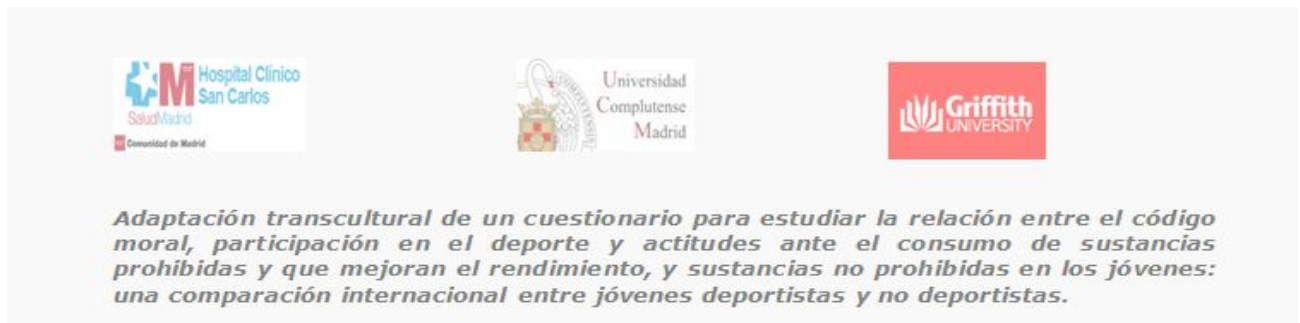 Hospital Clínico
San Carlos
SaludMadrid
Comunidad de Madrid
Universidad
Complutense
Madrid
Griffith
UNIVERSITY
Adaptación transcultural de un cuestionario para estudiar la relación entre el código
moral, participación en el deporte y actitudes ante el consumo de sustancias
prohibidas y que mejoran el rendimiento, y sustancias no prohibidas en los jóvenes:
una comparación internacional entre jóvenes deportistas y no deportistas.